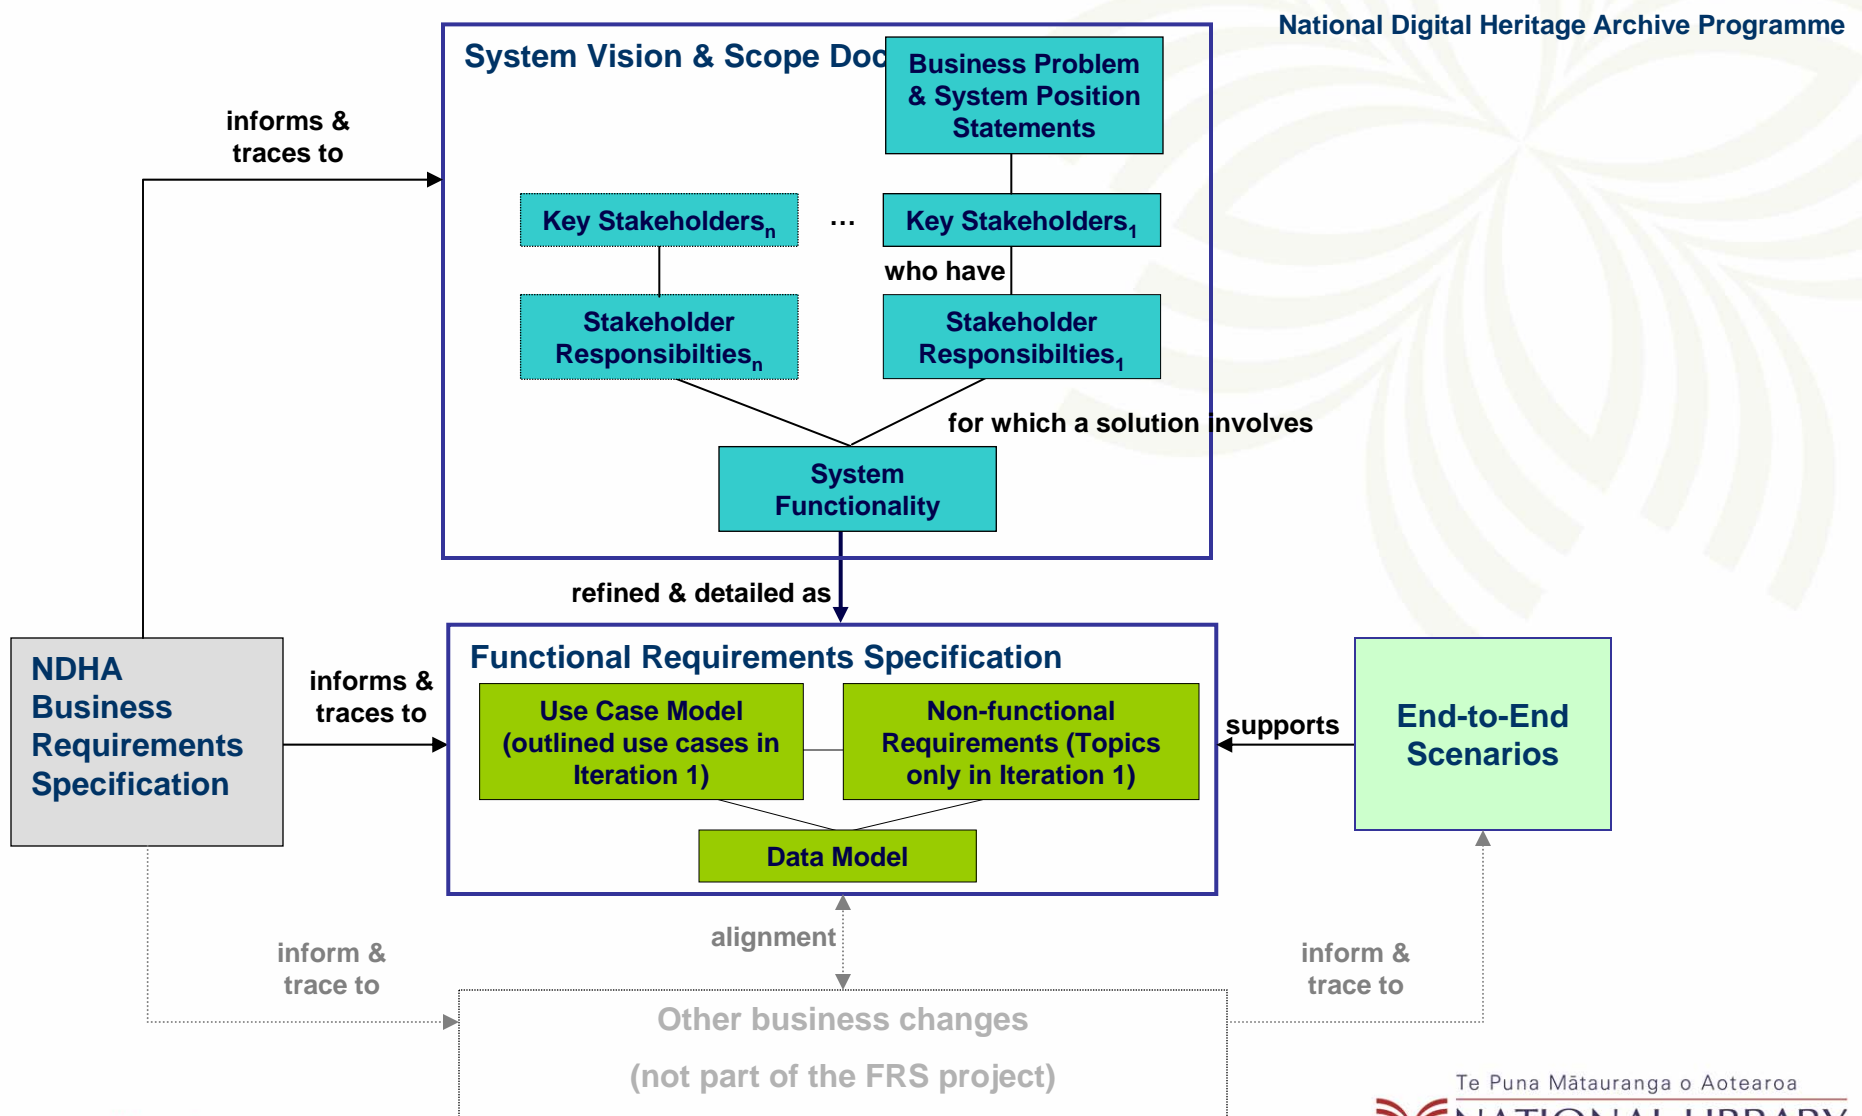 National Digital Heritage Archive Programme
System Vision & Scope Doc
Business Problem
& System Position
Statements
informs &
traces to
Key Stakeholdersn
...
Key Stakeholders1
who have
Stakeholder
Responsibiltiesn
Stakeholder
Responsibilties1
for which a solution involves
System
Functionality
refined & detailed as
NDHA
Business
Requirements
Specification
informs &
traces to
Functional Requirements Specification
Use Case Model
(outlined use cases in
Iteration 1)
Non-functional
Requirements (Topics
only in Iteration 1)
Data Model
supports
End-to-End
Scenarios
inform &
trace to
alignment
inform &
trace to
Other business changes
(not part of the FRS project)
Te Puna Mātauranga o Aotearoa
NATIONAL LIBRARY